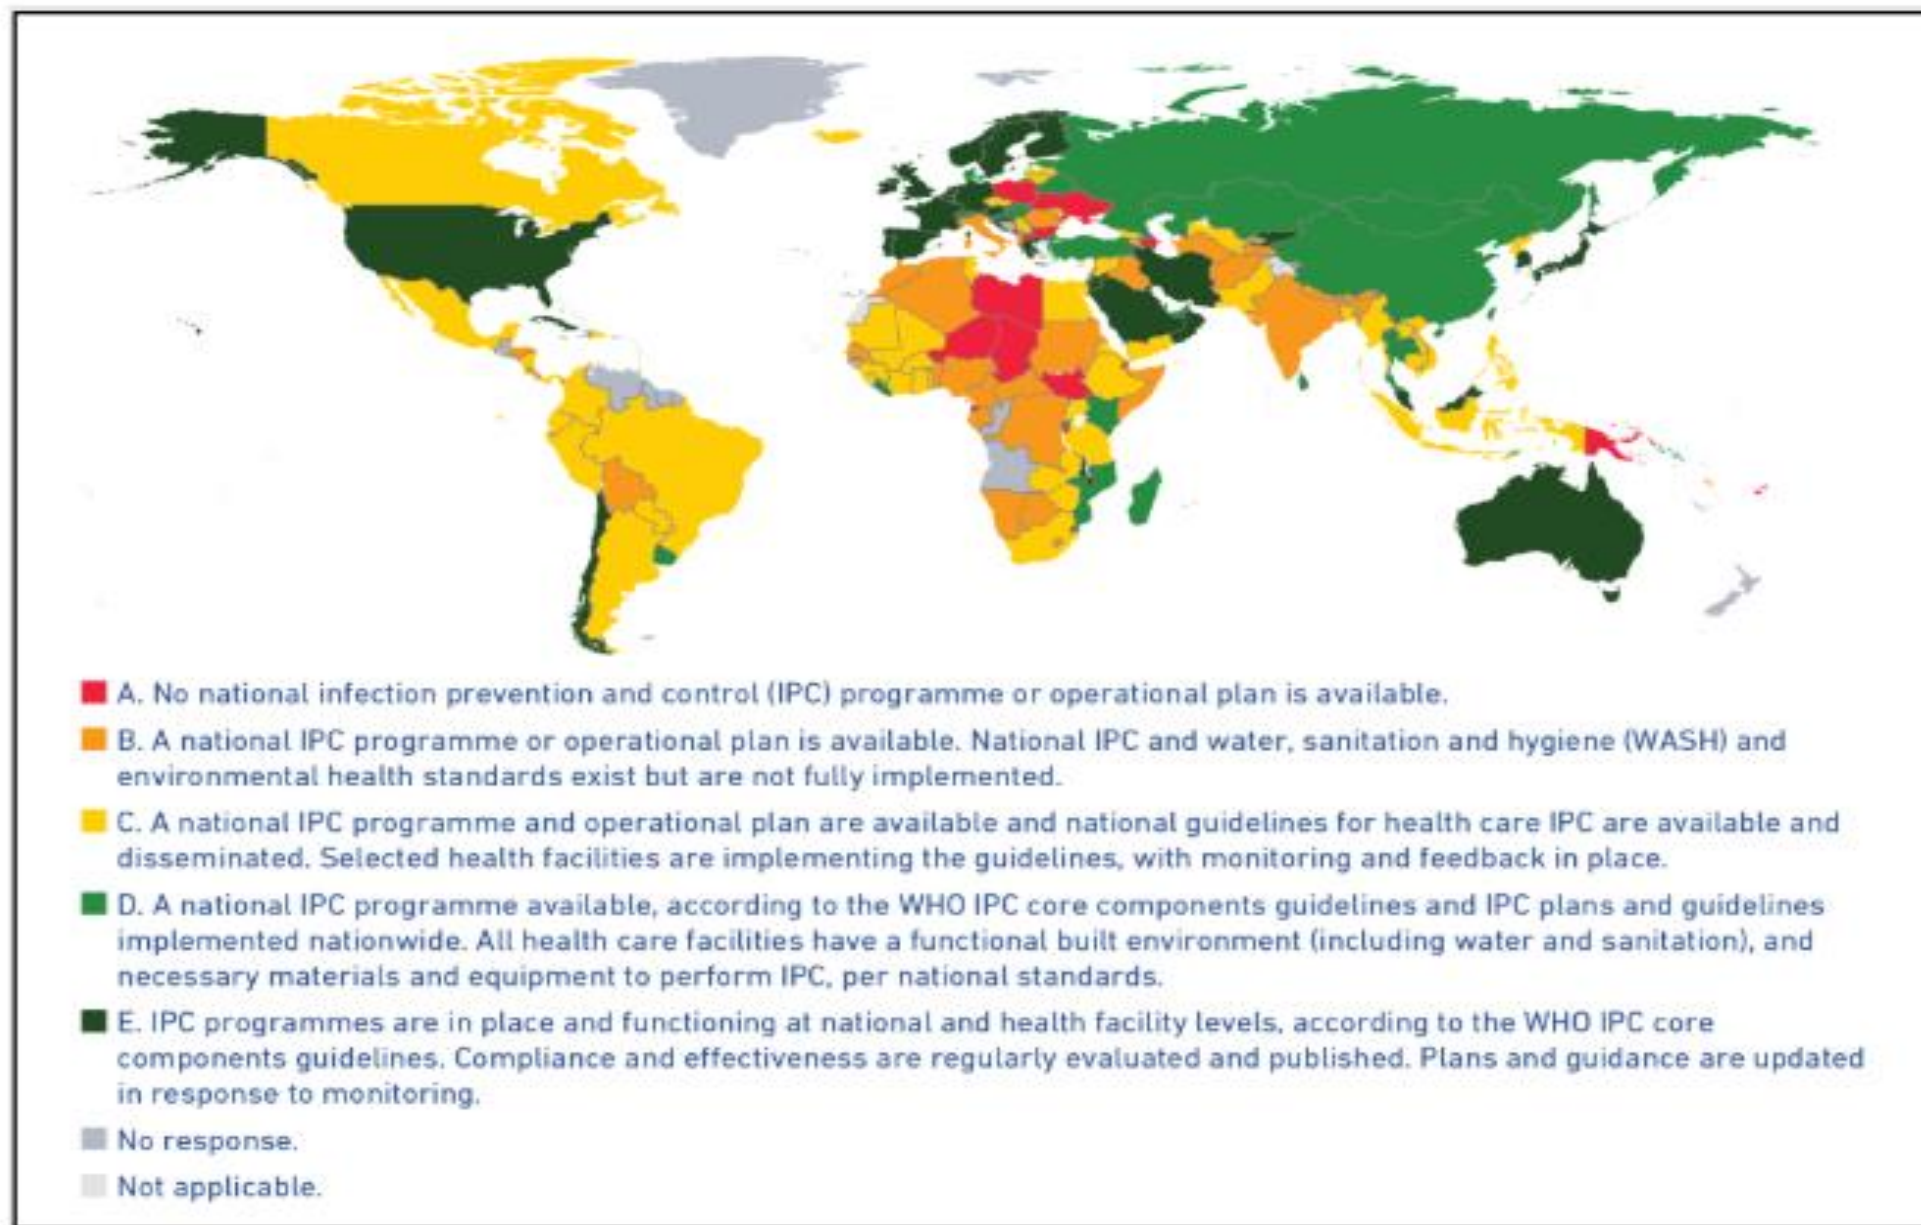 A. No national infection prevention and control (IPC) programme or operational plan is available.
B. A national IPC programme or operational plan is available. National IPC and water, sanitation and hygiene (WASH) and
environmental health standards exist but are not fully implemented.
C. A national IPC programme and operational plan are available and national guidelines for health care IPC are available and
disseminated. Selected health facilities are implementing the guidelines, with monitoring and feedback in place.
D. A national IPC programme available, according to the WHO IPC core components guidelines and IPC plans and guidelines
implemented nationwide. All health care facilities have a functional built environment (including water and sanitation), and
necessary materials and equipment to perform IPC, per national standards.
E. IPC programmes are in place and functioning at national and health facility levels, according to the WHO IPC core
components guidelines. Compliance and effectiveness are regularly evaluated and published. Plans and guidance are updated
in response to monitoring.
No response.
Not applicable.